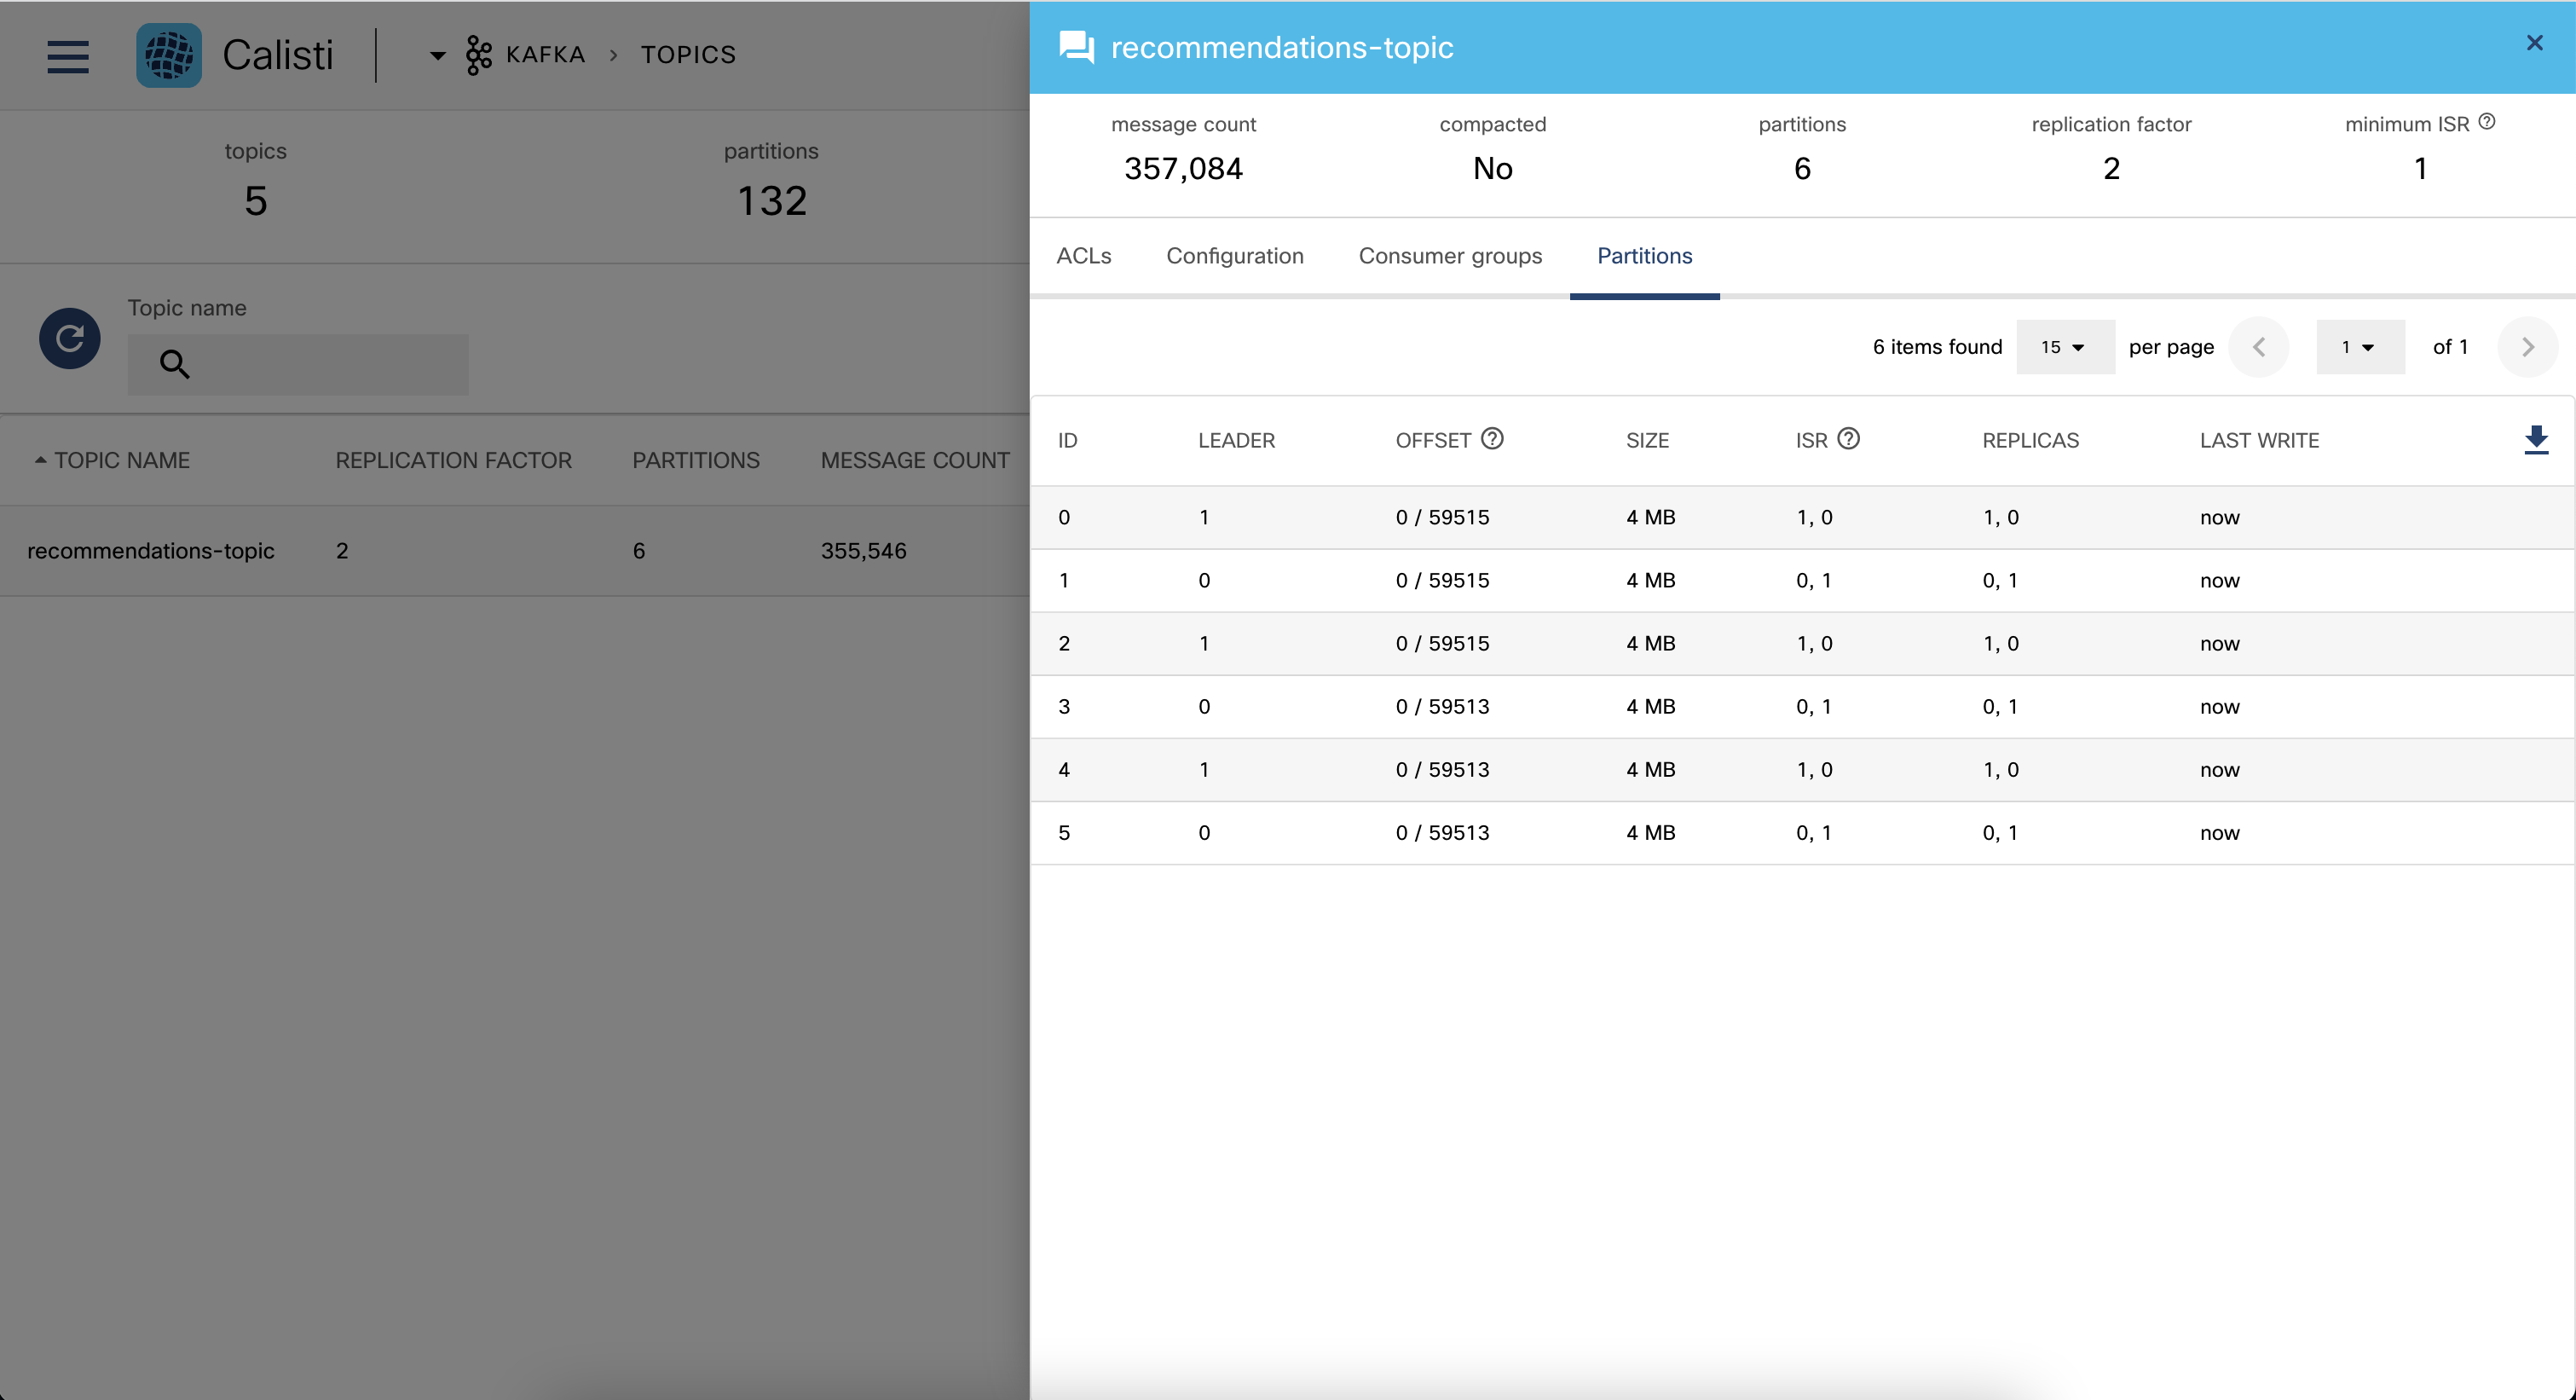 Calisti
KAFKA > TOPICS
topics
5
partitions
132
Topic name
TOPIC NAME REPLICATION FACTOR PARTITIONS MESSAGE COUNT
recommendations-topic 2 6 355,546
recommendations-topic
message count compacted partitions replication factor minimum ISR
357,084 No 6 2 1
ACLs Configuration Consumer groups Partitions
6 items found 15 per page 1 of 1
ID LEADER OFFSET SIZE ISR REPLICAS LAST WRITE
0 1 0 / 59515 4 MB 1, 0 1, 0 now
1 0 0 / 59515 4 MB 0, 1 0, 1 now
2 1 0 / 59515 4 MB 1, 0 1, 0 now
3 0 0 / 59513 4 MB 0, 1 0, 1 now
4 1 0 / 59513 4 MB 1, 0 1, 0 now
5 0 0 / 59513 4 MB 0, 1 0, 1 now